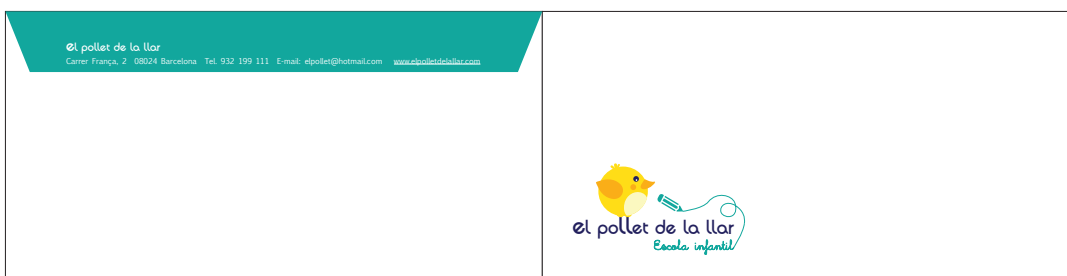 el pollet de la llar
Carrer França, 2 08024 Barcelona Tel. 932 199 111 E-mail: elpollet@hotmail.com www.elpolletdelallar.com
el pollet de la llar
Escola infantil